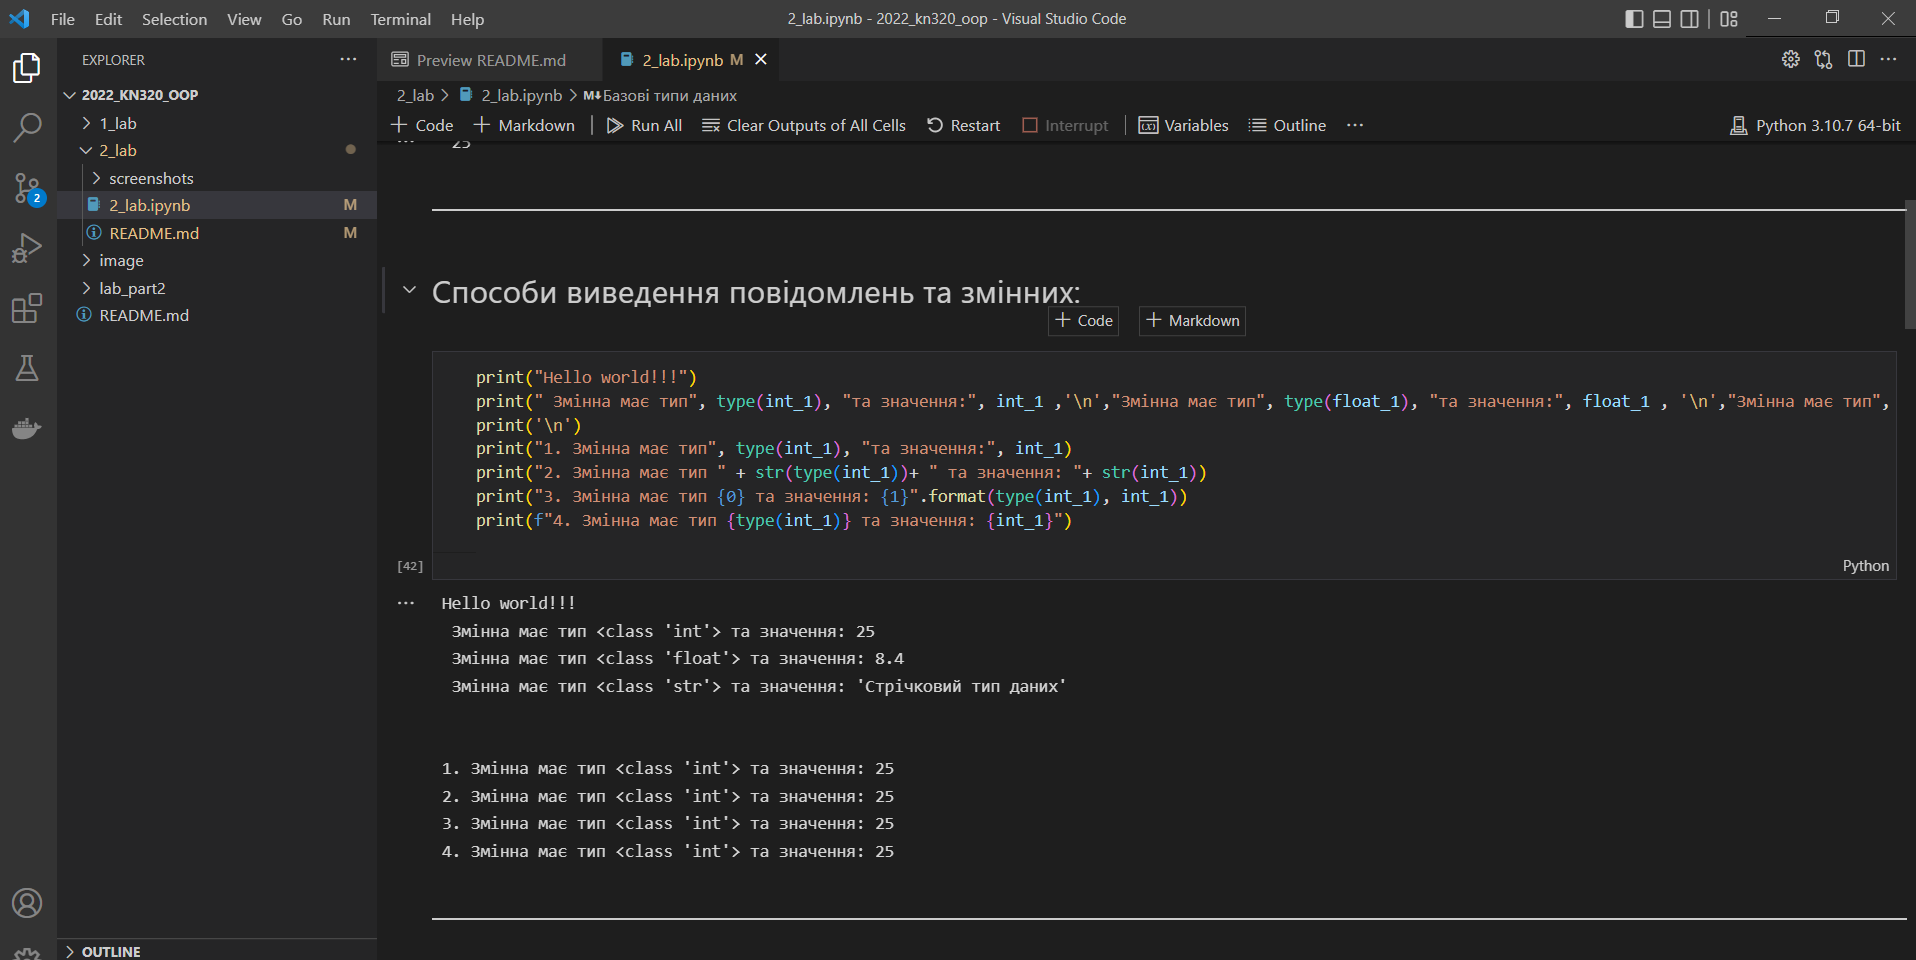 File Edit Selection View Go Run Terminal Help
2_lab.ipynb - 2022_kn320_oop - Visual Studio Code
EXPLORER
2022_KN320_OOP
1_lab
2_lab
screenshots
2_lab.ipynb M
README.md M
image
lab_part2
README.md
2
OUTLINE
Preview README.md
2_lab.ipynb M
2_lab > 2_lab.ipynb > M↓Базові типи даних
+ Code + Markdown | Run All Clear Outputs of All Cells Restart Interrupt | Variables Outline ...
Python 3.10.7 64-bit
... 25
Способи виведення повідомлень та змінних:
+ Code + Markdown
print("Hello world!!!")
print(" Змінна має тип", type(int_1), "та значення:", int_1 ,'\n',"Змінна має тип", type(float_1), "та значення:", float_1 , '\n',"Змінна має тип",
print('\n')
print("1. Змінна має тип", type(int_1), "та значення:", int_1)
print("2. Змінна має тип " + str(type(int_1))+ " та значення: "+ str(int_1))
print("3. Змінна має тип {0} та значення: {1}".format(type(int_1), int_1))
print(f"4. Змінна має тип {type(int_1)} та значення: {int_1}")
[42]
Python
... Hello world!!!
Змінна має тип <class 'int'> та значення: 25
Змінна має тип <class 'float'> та значення: 8.4
Змінна має тип <class 'str'> та значення: 'Стрічковий тип даних'
1. Змінна має тип <class 'int'> та значення: 25
2. Змінна має тип <class 'int'> та значення: 25
3. Змінна має тип <class 'int'> та значення: 25
4. Змінна має тип <class 'int'> та значення: 25